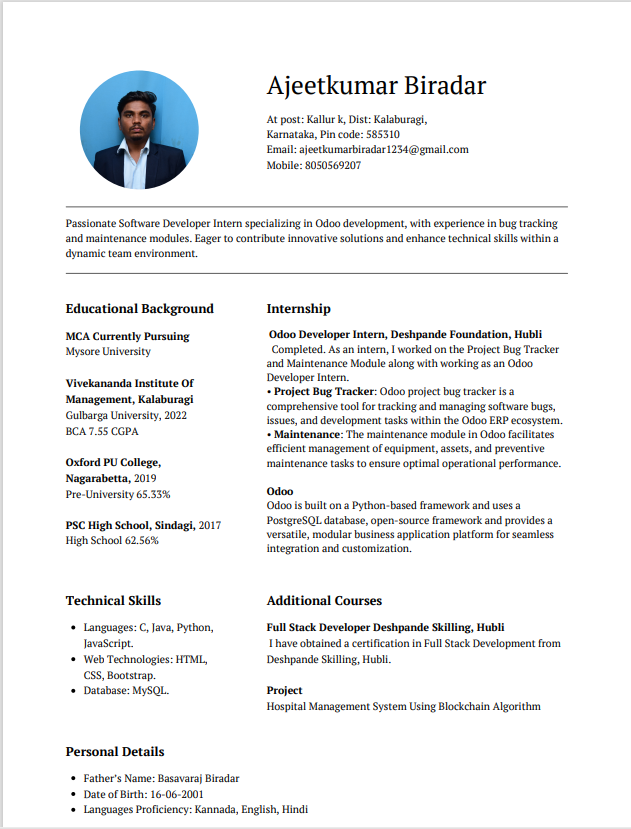 Ajeetkumar Biradar
At post: Kallur k, Dist: Kalaburagi,
Karnataka, Pin code: 585310
Email: ajeetkumarbiradar1234@gmail.com
Mobile: 8050569207
Passionate Software Developer Intern specializing in Odoo development, with experience in bug tracking
and maintenance modules. Eager to contribute innovative solutions and enhance technical skills within a
dynamic team environment.
Educational Background
MCA Currently Pursuing
Mysore University
Vivekananda Institute Of
Management, Kalaburagi
Gulbarga University, 2022
BCA 7.55 CGPA
Oxford PU College,
Nagarabetta, 2019
Pre-University 65.33%
PSC High School, Sindagi, 2017
High School 62.56%
Internship
Odoo Developer Intern, Deshpande Foundation, Hubli
Completed. As an intern, I worked on the Project Bug Tracker
and Maintenance Module along with working as an Odoo
Developer Intern.
• Project Bug Tracker: Odoo project bug tracker is a
comprehensive tool for tracking and managing software bugs,
issues, and development tasks within the Odoo ERP ecosystem.
• Maintenance: The maintenance module in Odoo facilitates
efficient management of equipment, assets, and preventive
maintenance tasks to ensure optimal operational performance.
Odoo
Odoo is built on a Python-based framework and uses a
PostgreSQL database, open-source framework and provides a
versatile, modular business application platform for seamless
integration and customization.
Technical Skills
• Languages: C, Java, Python,
JavaScript.
• Web Technologies: HTML,
CSS, Bootstrap.
• Database: MySQL.
Additional Courses
Full Stack Developer Deshpande Skilling, Hubli
I have obtained a certification in Full Stack Development from
Deshpande Skilling, Hubli.
Project
Hospital Management System Using Blockchain Algorithm
Personal Details
• Father's Name: Basavaraj Biradar
• Date of Birth: 16-06-2001
• Languages Proficiency: Kannada, English, Hindi